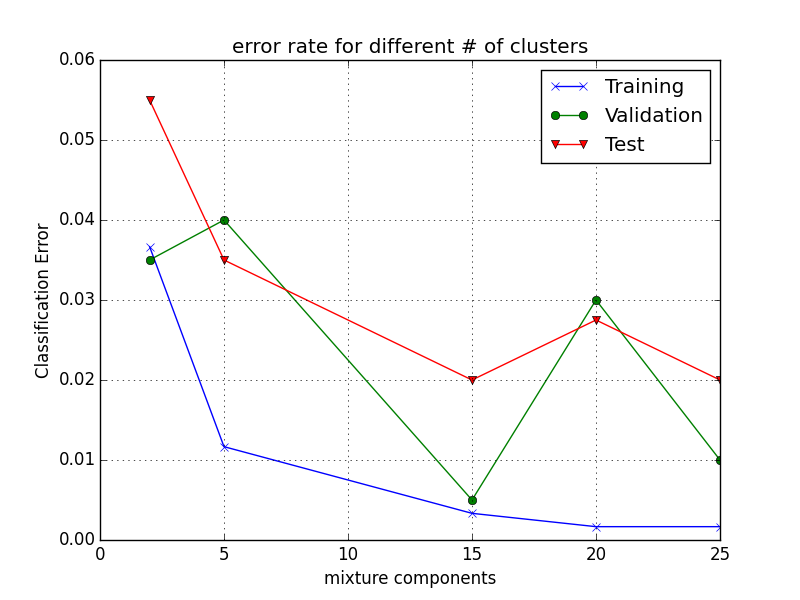 error rate for different # of clusters
0.06
0.05
0.04
0.03
0.02
0.01
0.00
Classification Error
Training
Validation
Test
0 5 10 15 20 25
mixture components